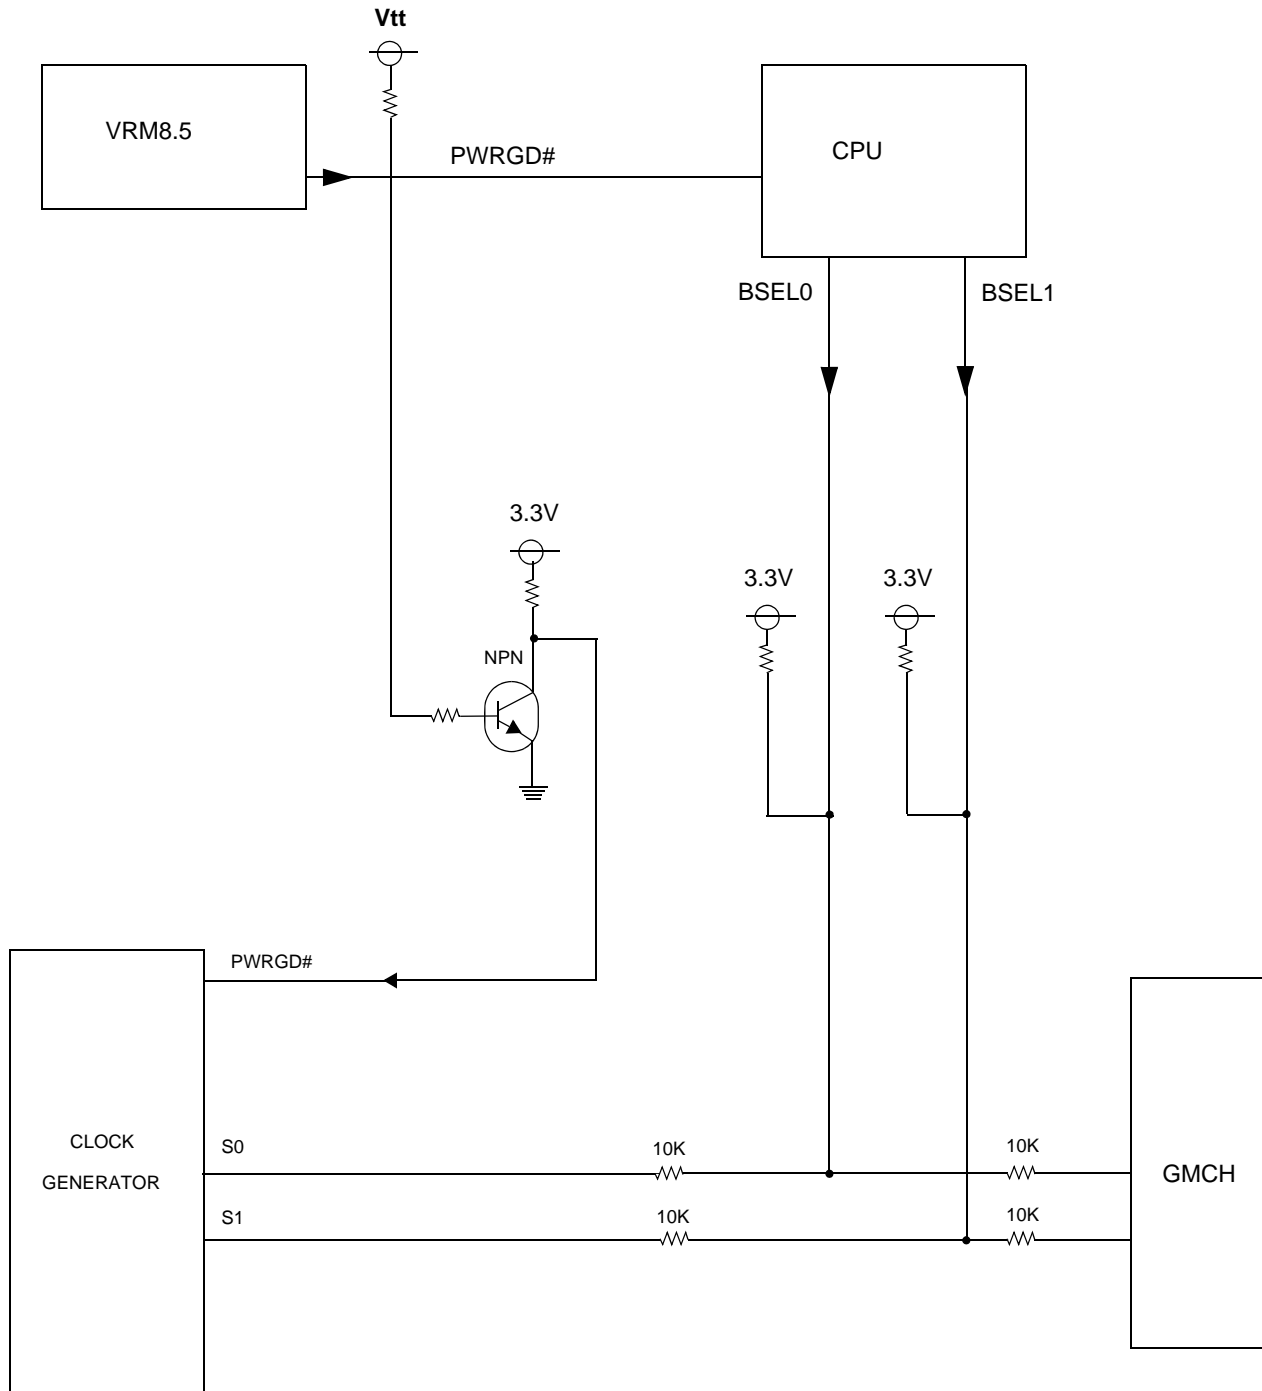 Vtt
VRM8.5
PWRGD#
CPU
BSEL0
BSEL1
3.3V
3.3V
3.3V
NPN
PWRGD#
CLOCK
GENERATOR
S0
10K
10K
GMCH
S1
10K
10K